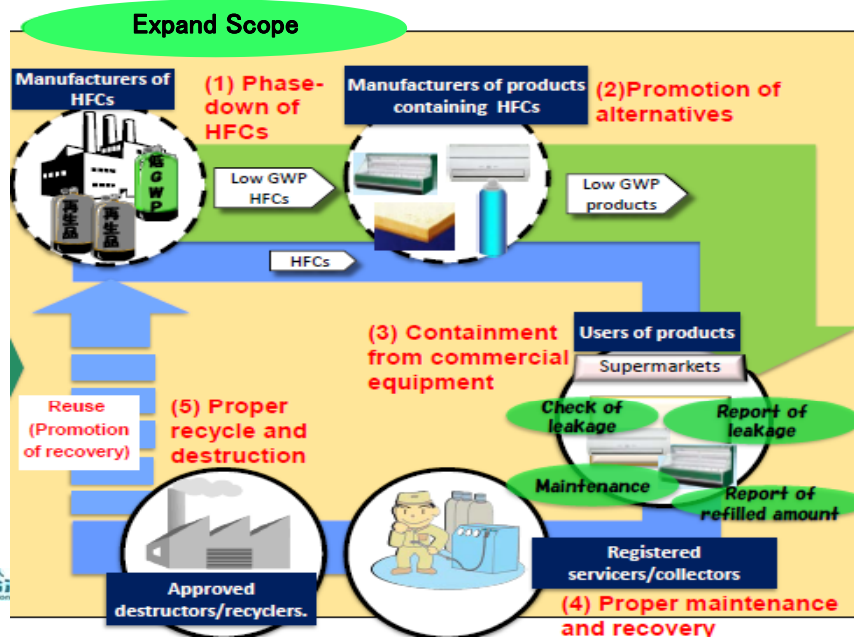 Expand Scope
Manufacturers of
HFCs
(1) Phase-
down of
HFCs
Manufacturers of products
containing HFCs
(2)Promotion of
alternatives
低GWP
再生品
再生品
Low GWP
HFCs
Low GWP
products
HFCs
(3) Containment
from commercial
equipment
Users of products
Supermarkets
Check of
leakage
Report of
leakage
Maintenance
Report of
refilled amount
Reuse
(Promotion
of recovery)
(5) Proper
recycle and
destruction
Approved
destructors/recyclers.
Registered
servicers/collectors
(4) Proper maintenance
and recovery